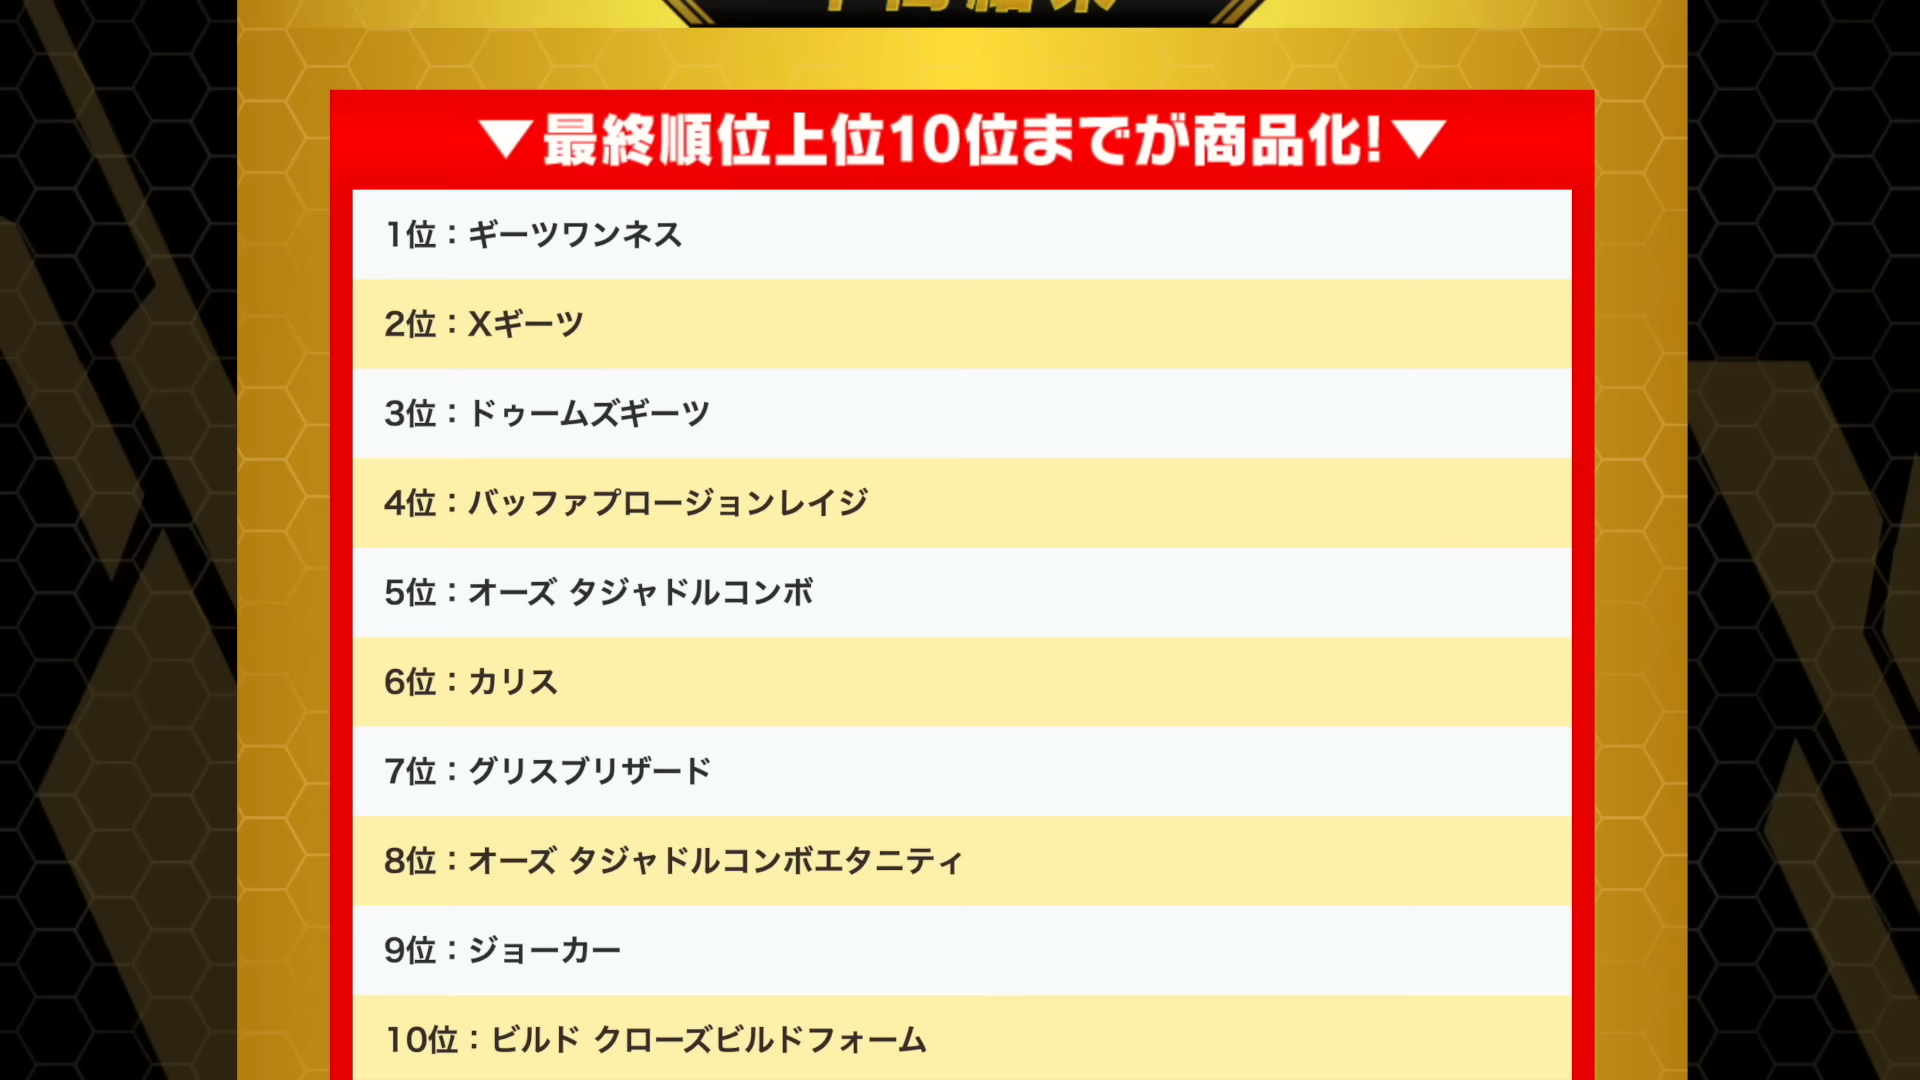 中間結果
▼最終順位上位10位までが商品化!▼
1位：ギーツワンネス
2位：Xギーツ
3位：ドゥームズギーツ
4位：バッファプロージョンレイジ
5位：オーズ タジャドルコンボ
6位：カリス
7位：グリスブリザード
8位：オーズ タジャドルコンボエタニティ
9位：ジョーカー
10位：ビルド クローズビルドフォーム